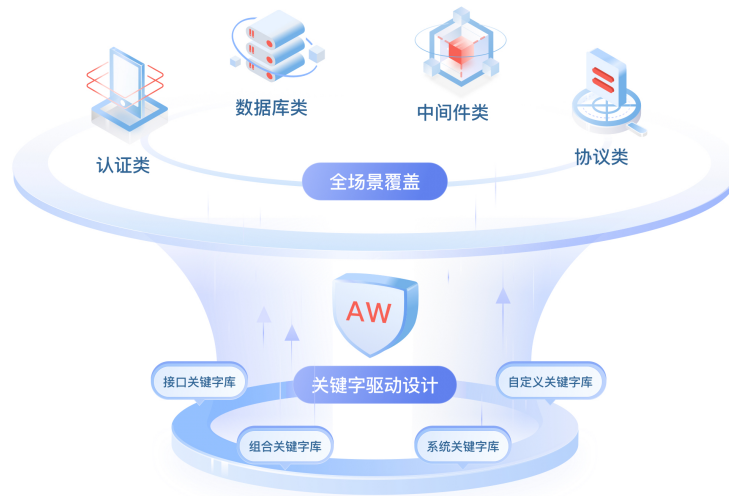 数据库类
中间件类
认证类
协议类
全场景覆盖
AW
关键字驱动设计
接口关键字库
自定义关键字库
组合关键字库
系统关键字库